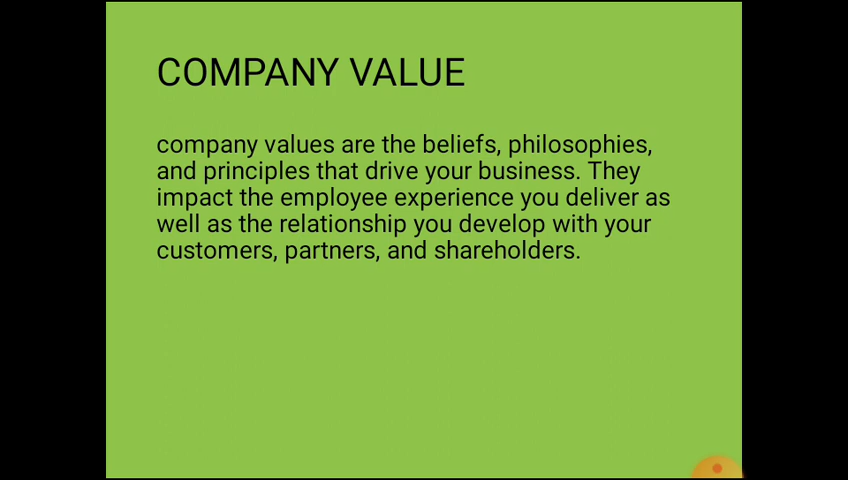 COMPANY VALUE
company values are the beliefs, philosophies,
and principles that drive your business. They
impact the employee experience you deliver as
well as the relationship you develop with your
customers, partners, and shareholders.